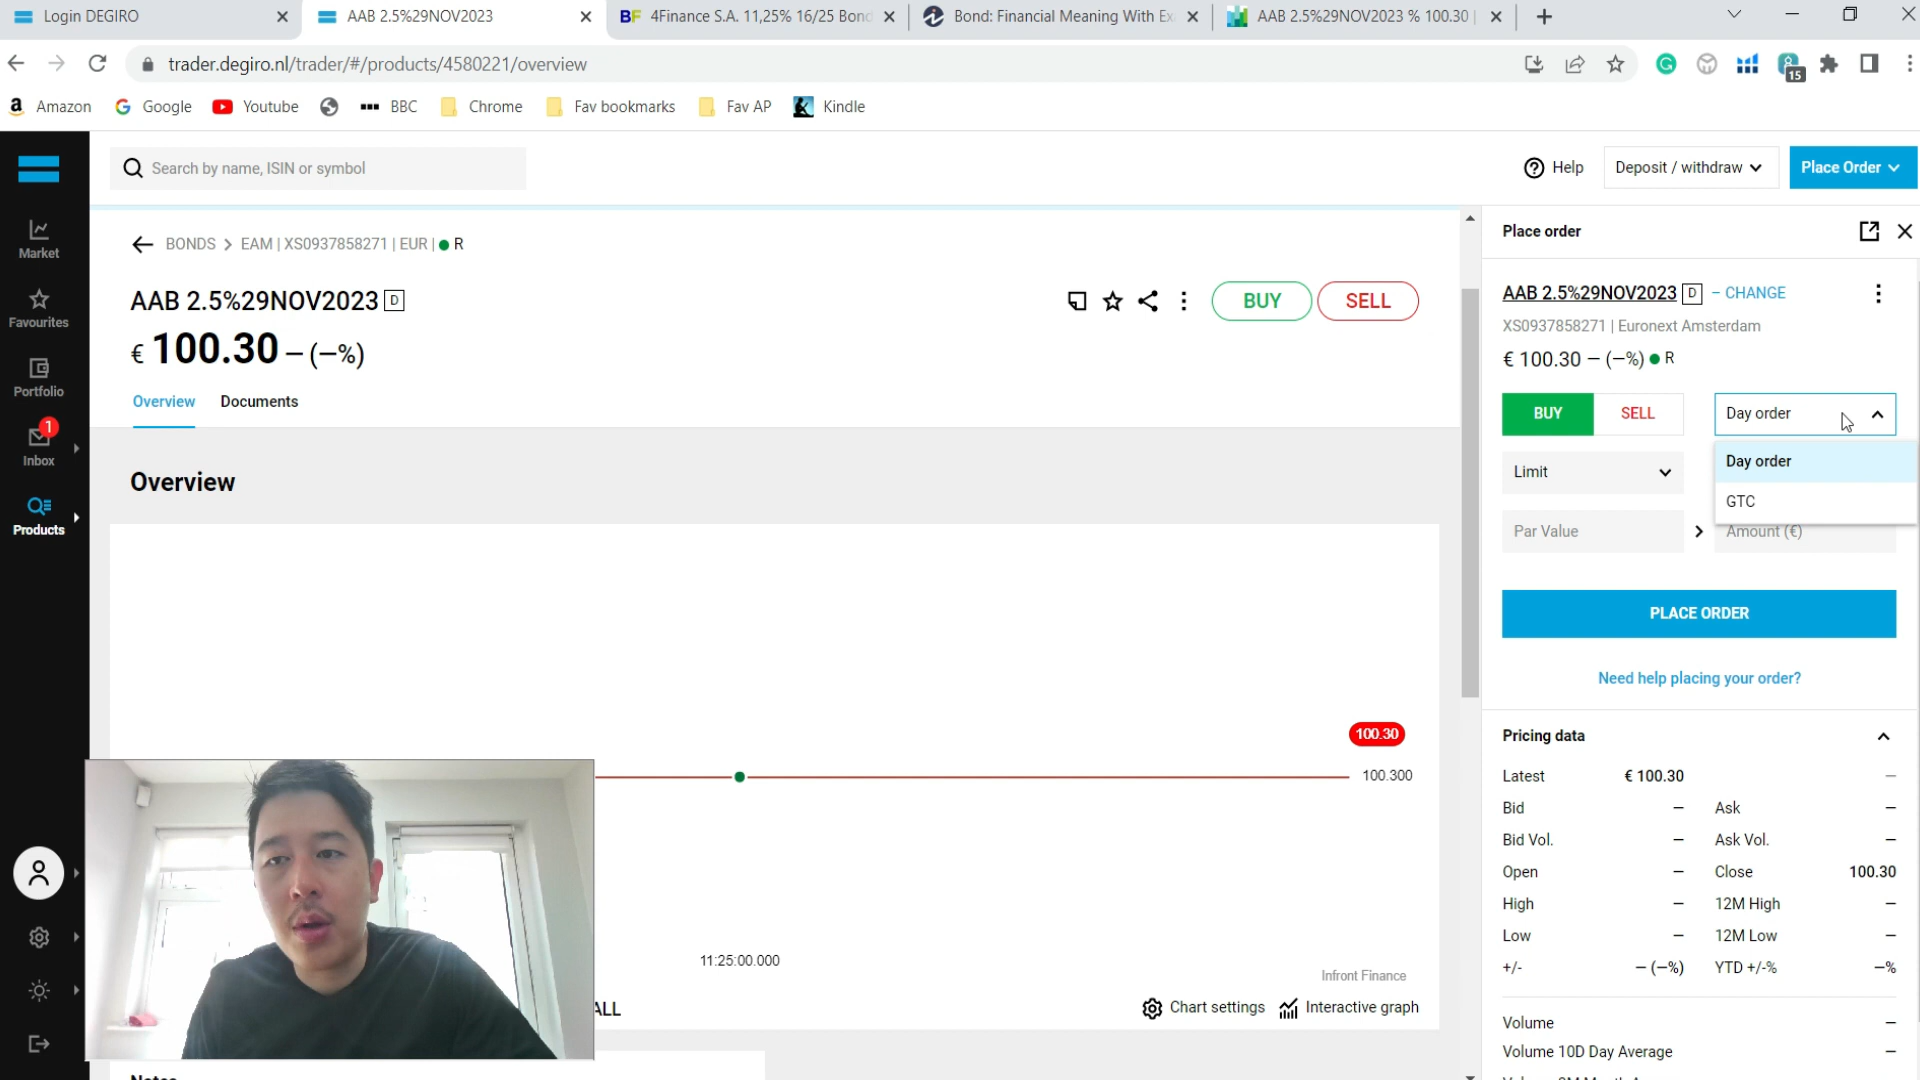 Login DEGIRO
AAB 2.5%29NOV2023
BF 4Finance S.A. 11,25% 16/25 Bond
Bond: Financial Meaning With Ex
AAB 2.5%29NOV2023 % 100.30 |
trader.degiro.nl/trader/#/products/4580221/overview
15
Amazon
Google
Youtube
BBC
Chrome
Fav bookmarks
Fav AP
Kindle
Search by name, ISIN or symbol
Help
Deposit / withdraw
Place Order
Market
Favourites
Portfolio
1
Inbox
Products
BONDS > EAM | XS0937858271 | EUR | R
AAB 2.5%29NOV2023 D
€ 100.30 – (–%)
BUY
SELL
Overview
Documents
Overview
100.30
100.300
11:25:00.000
Infront Finance
ALL
Chart settings
Interactive graph
Place order
AAB 2.5%29NOV2023 D – CHANGE
XS0937858271 | Euronext Amsterdam
€ 100.30 – (–%) R
BUY
SELL
Day order
Limit
Day order
GTC
Par Value
Amount (€)
PLACE ORDER
Need help placing your order?
Pricing data
Latest € 100.30 –
Bid – Ask –
Bid Vol. – Ask Vol. –
Open – Close 100.30
High – 12M High –
Low – 12M Low –
+/- – (–%) YTD +/-% –%
Volume –
Volume 10D Day Average –